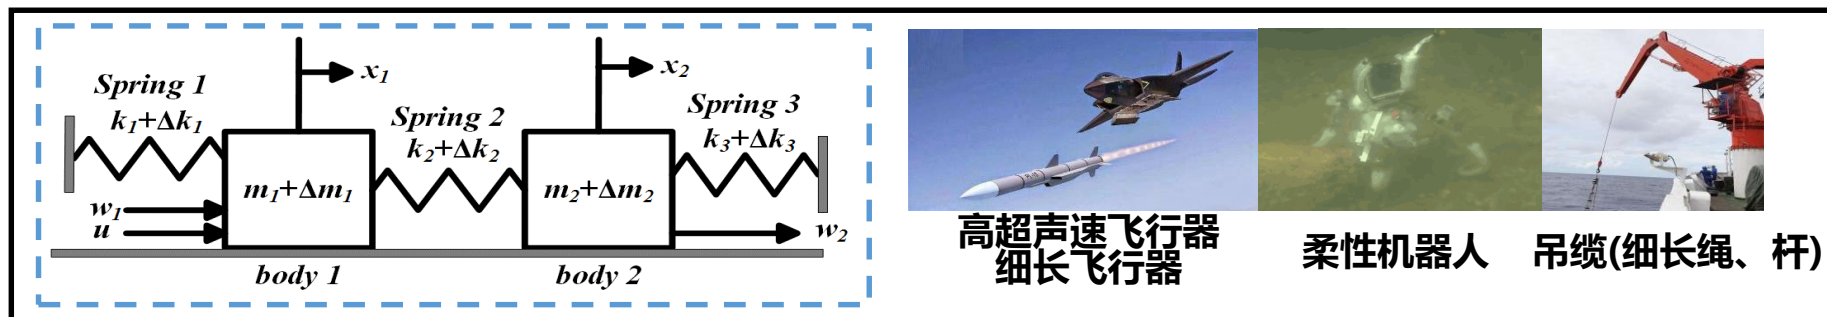 Spring 1
k1+Δk1
x1
Spring 2
k2+Δk2
x2
Spring 3
k3+Δk3
m1+Δm1
m2+Δm2
w1
u
w2
body 1
body 2
高超声速飞行器
细长飞行器
柔性机器人
吊缆(细长绳、杆)